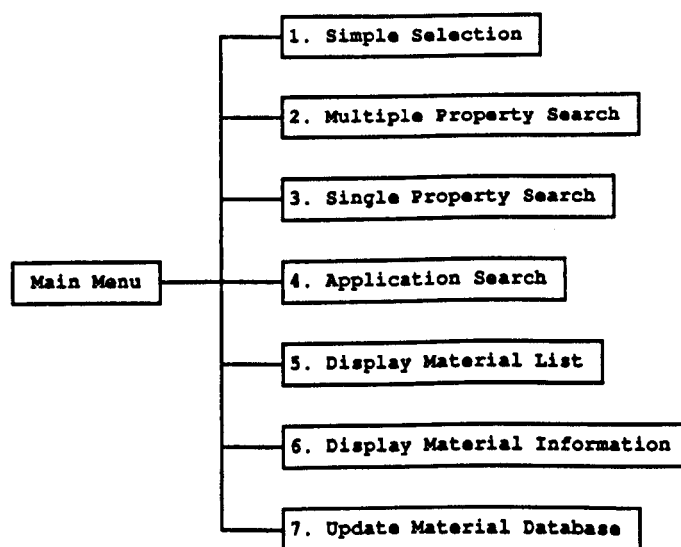 1. Simple Selection
2. Multiple Property Search
3. Single Property Search
Main Menu
4. Application Search
5. Display Material List
6. Display Material Information
7. Update Material Database